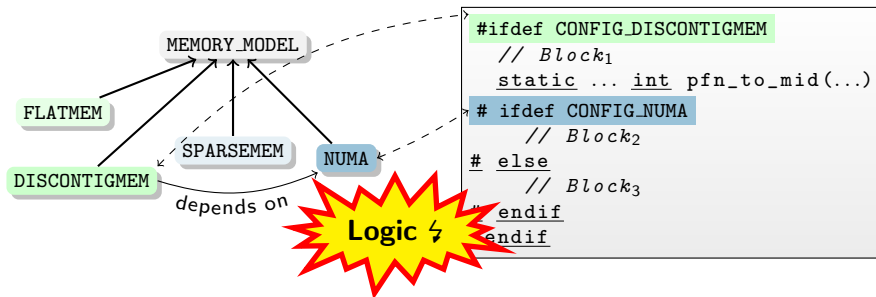 MEMORY_MODEL
FLATMEM
SPARSEMEM
NUMA
DISCONTIGMEM
depends on
Logic ↯
#ifdef CONFIG_DISCONTIGMEM
// Block₁
static ... int pfn_to_mid(...)
# ifdef CONFIG_NUMA
// Block₂
# else
// Block₃
# endif
endif